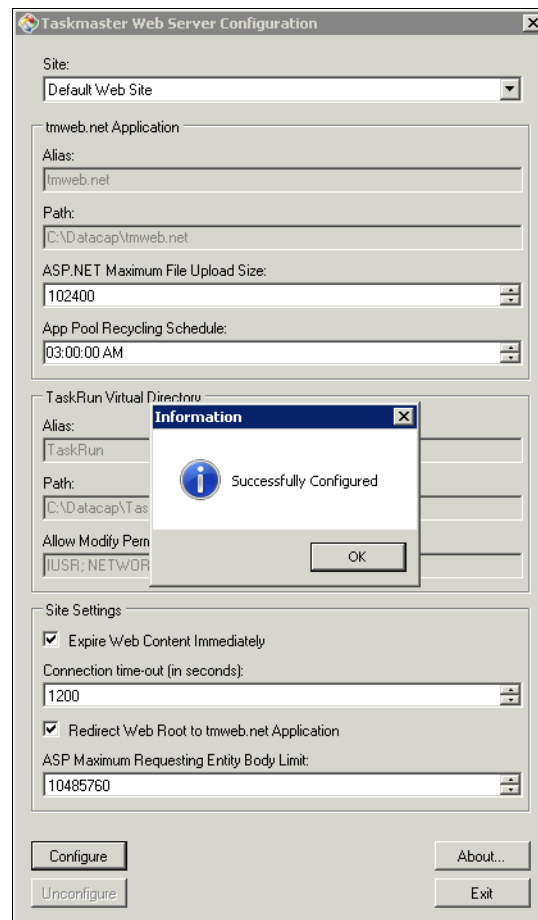 Taskmaster Web Server Configuration
Site:
Default Web Site
tmweb.net Application
Alias:
tmweb.net
Path:
C:\Datacap\tmweb.net
ASP.NET Maximum File Upload Size:
102400
App Pool Recycling Schedule:
03:00:00 AM
TaskRun Virtual Directory
Alias:
TaskRun
Path:
C:\Datacap\Tas
Allow Modify Perm
IUSR; NETWOR
Information
Successfully Configured
OK
Site Settings
Expire Web Content Immediately
Connection time-out (in seconds):
1200
Redirect Web Root to tmweb.net Application
ASP Maximum Requesting Entity Body Limit:
10485760
Configure
About...
Unconfigure
Exit